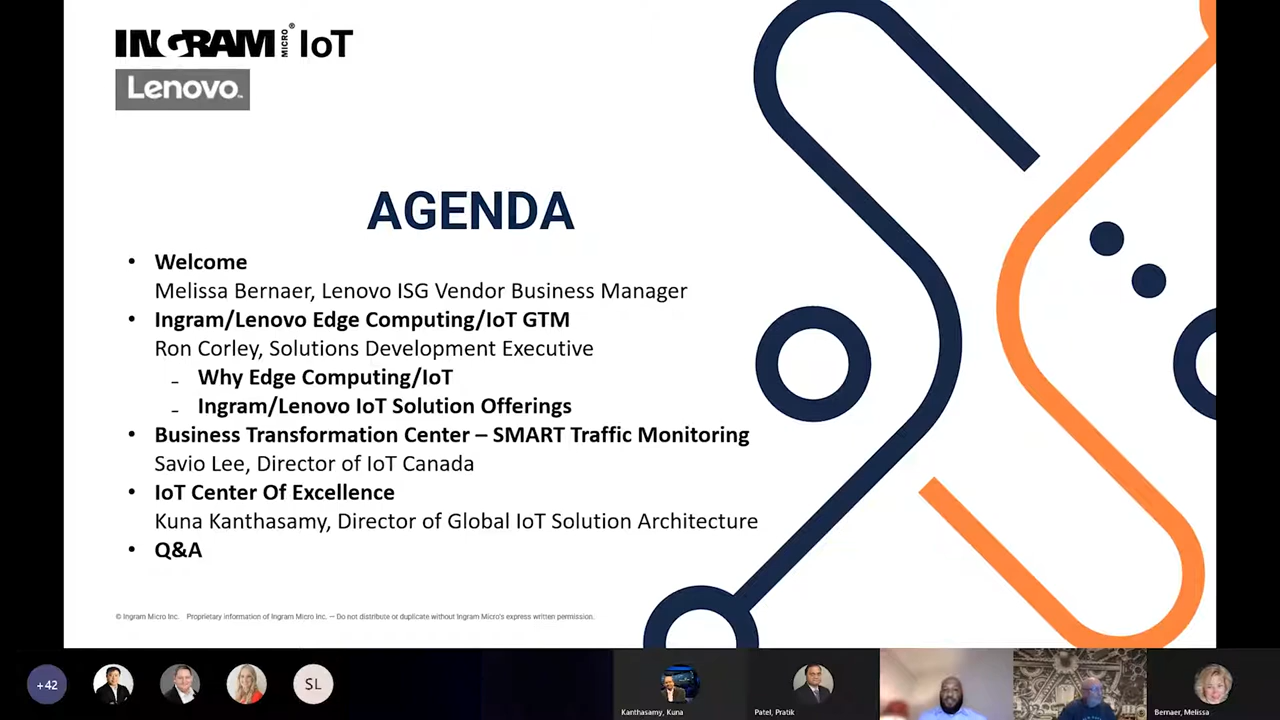 INGRAM MICRO® IoT
Lenovo™
AGENDA
• Welcome
Melissa Bernaer, Lenovo ISG Vendor Business Manager
• Ingram/Lenovo Edge Computing/IoT GTM
Ron Corley, Solutions Development Executive
– Why Edge Computing/IoT
– Ingram/Lenovo IoT Solution Offerings
• Business Transformation Center – SMART Traffic Monitoring
Savio Lee, Director of IoT Canada
• IoT Center Of Excellence
Kuna Kanthasamy, Director of Global IoT Solution Architecture
• Q&A
© Ingram Micro Inc. Proprietary information of Ingram Micro Inc. — Do not distribute or duplicate without Ingram Micro's express written permission.
+42
SL
Kanthasamy, Kuna
Patel, Pratik
Bernaer, Melissa